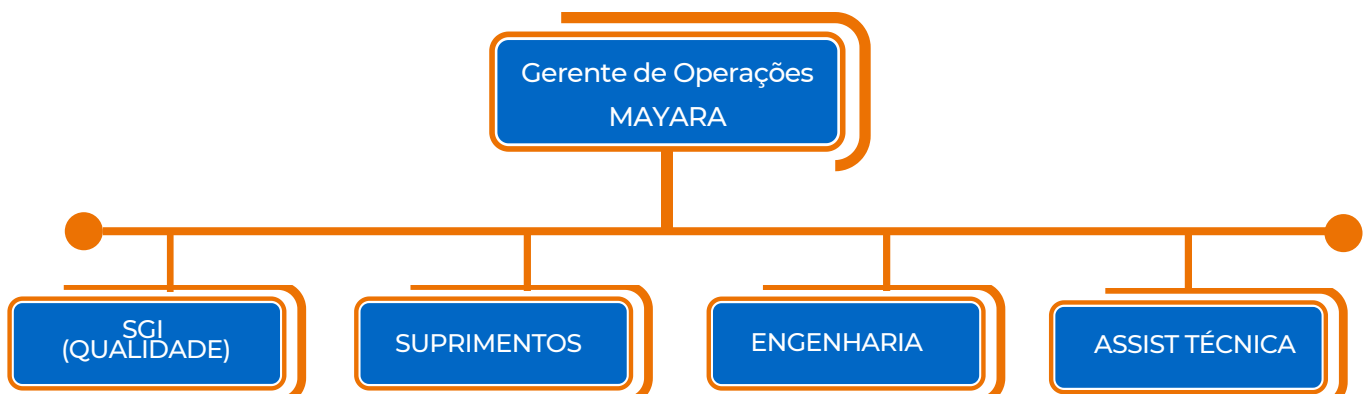 Gerente de Operações
MAYARA
SGI
(QUALIDADE)
SUPRIMENTOS
ENGENHARIA
ASSIST TÉCNICA